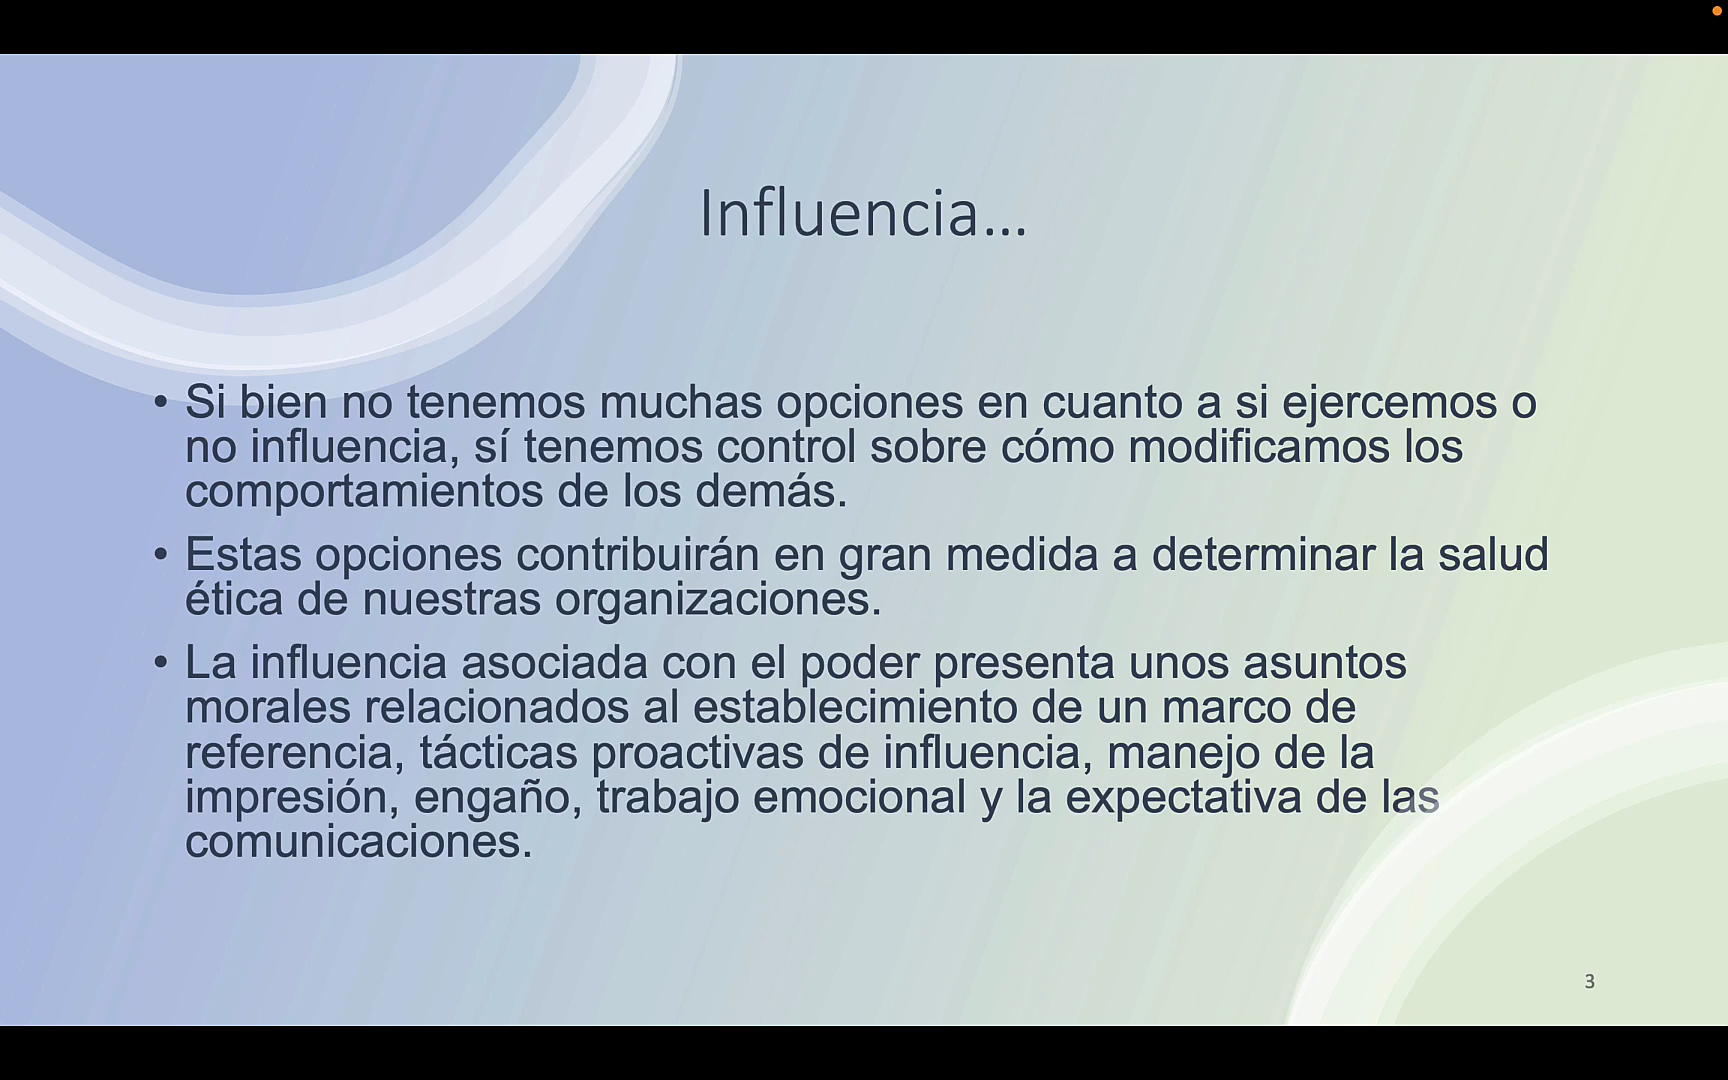 Influencia...
• Si bien no tenemos muchas opciones en cuanto a si ejercemos o
no influencia, sí tenemos control sobre cómo modificamos los
comportamientos de los demás.
• Estas opciones contribuirán en gran medida a determinar la salud
ética de nuestras organizaciones.
• La influencia asociada con el poder presenta unos asuntos
morales relacionados al establecimiento de un marco de
referencia, tácticas proactivas de influencia, manejo de la
impresión, engaño, trabajo emocional y la expectativa de las
comunicaciones.
3